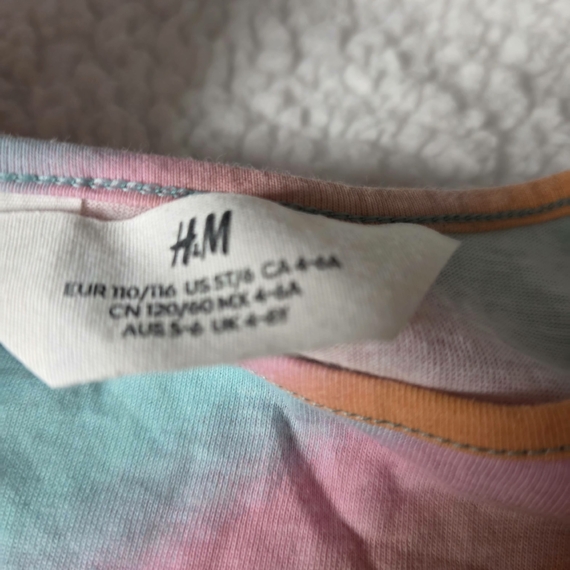 H&M
EUR 110/116 US 5T/6 CA 4-6A
CN 120/60 MX 4-6A
AUS 5-6 UK 4-6Y